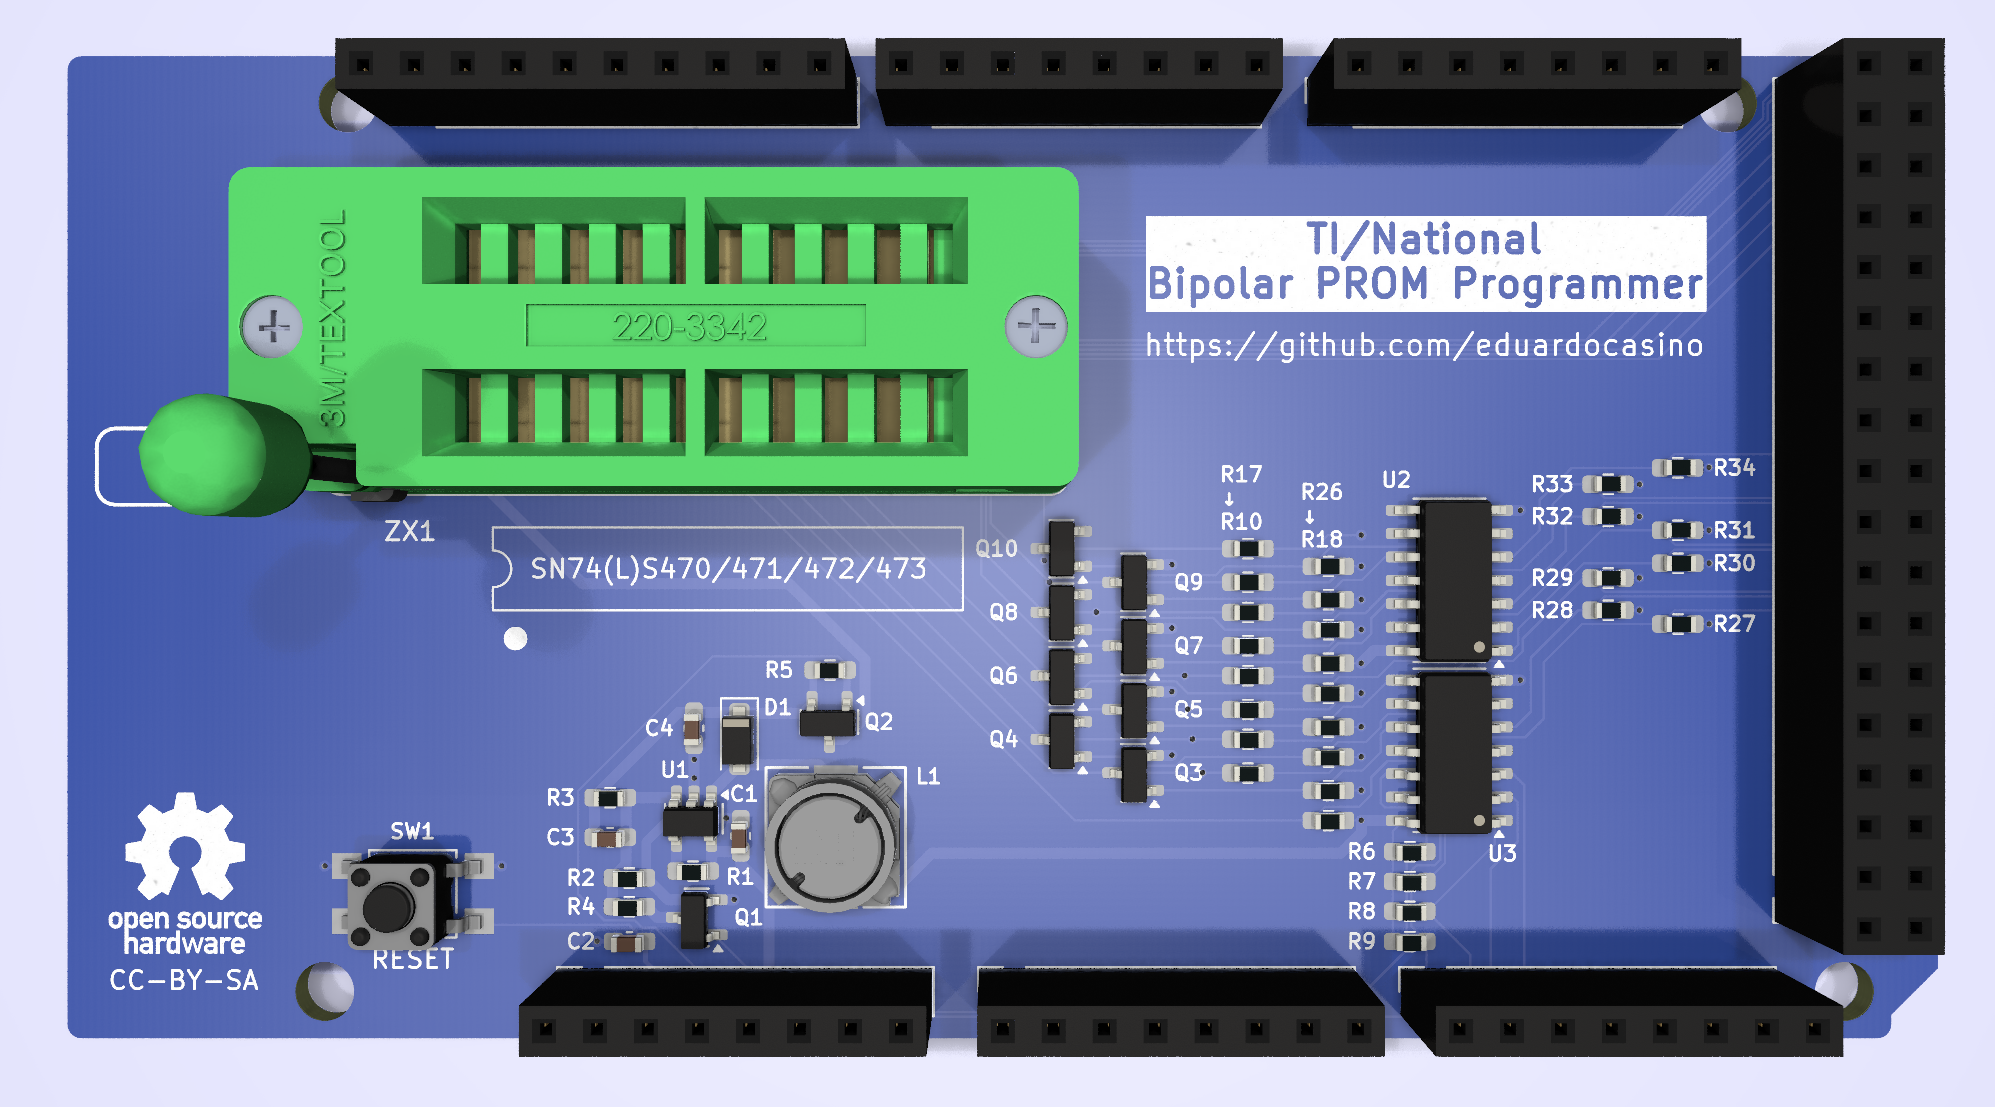 3M/TEXTOOL
220-3342
TI/National
Bipolar PROM Programmer
https://github.com/eduardocasino
ZX1
SN74(L)S470/471/472/473
R17
↓
R10
R26
↓
R18
U2
R34
R33
R32
R31
R30
R29
R28
R27
Q10
Q9
Q8
Q7
Q6
Q5
Q4
Q3
R5
D1
Q2
C4
U1
C1
L1
R3
C3
R2
R1
R4
Q1
C2
U3
R6
R7
R8
R9
SW1
RESET
open source
hardware
CC-BY-SA